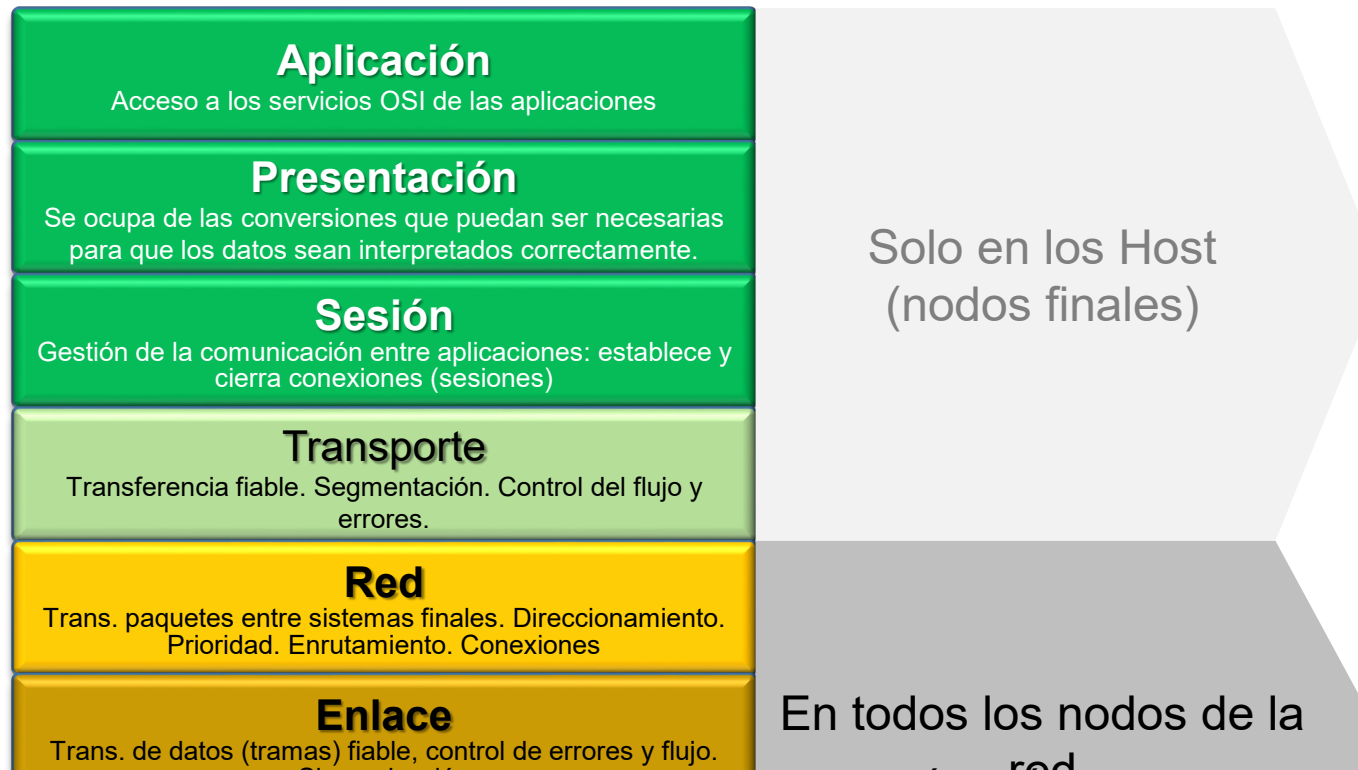 Aplicación
Acceso a los servicios OSI de las aplicaciones
Presentación
Se ocupa de las conversiones que puedan ser necesarias
para que los datos sean interpretados correctamente.
Sesión
Gestión de la comunicación entre aplicaciones: establece y
cierra conexiones (sesiones)
Transporte
Transferencia fiable. Segmentación. Control del flujo y
errores.
Red
Trans. paquetes entre sistemas finales. Direccionamiento.
Prioridad. Enrutamiento. Conexiones
Enlace
Trans. de datos (tramas) fiable, control de errores y flujo.
Solo en los Host
(nodos finales)
En todos los nodos de la
red